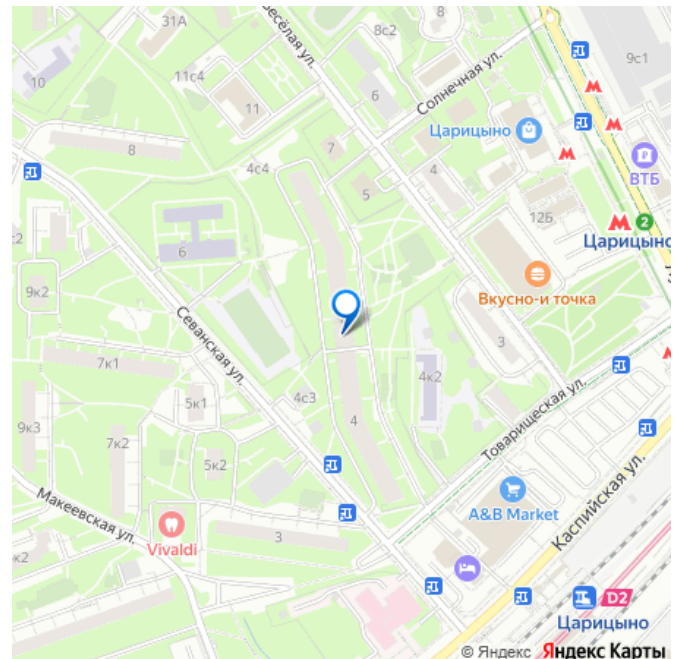 31А
8с2
8
9с1
Весёлая ул.
10
11с4
11
6
Солнечная ул.
Царицыно
ВТБ
8
7
4с4
5
4
12Б
2
Царицыно
6
9к2
Вкусно-и точка
Севанская ул.
3
7к1
5к1
4с3
4к2
4
9к3
7к2
5к2
Товарищеская ул.
A&B Market
Каспийская ул.
Макеевская ул.
Vivaldi
3
к2
D2
Царицыно
© Яндекс Яндекс Карты